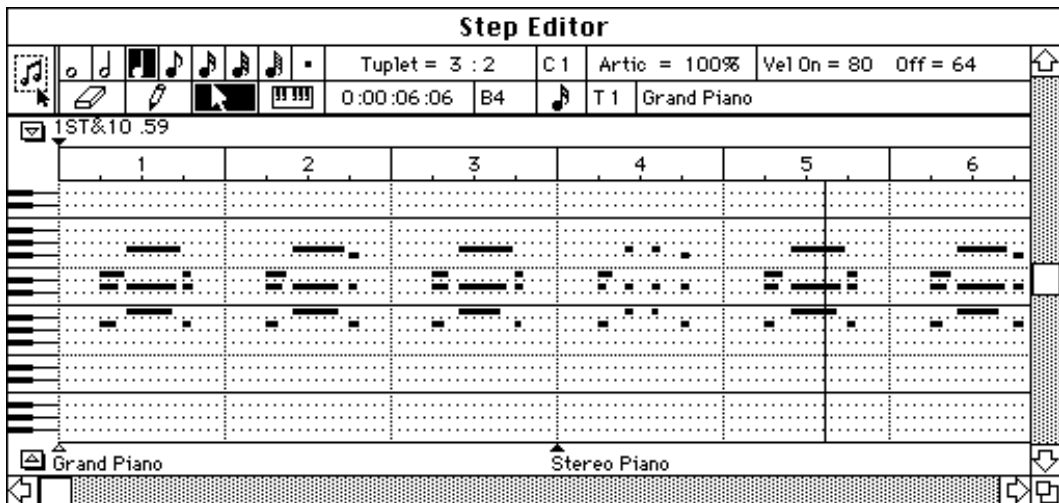 Step Editor
Tuplet = 3 : 2 C 1 Artic = 100% Vel On = 80 Off = 64
0:00:06:06 B4 T 1 Grand Piano
1ST&10 .59
1 2 3 4 5 6
Grand Piano Stereo Piano